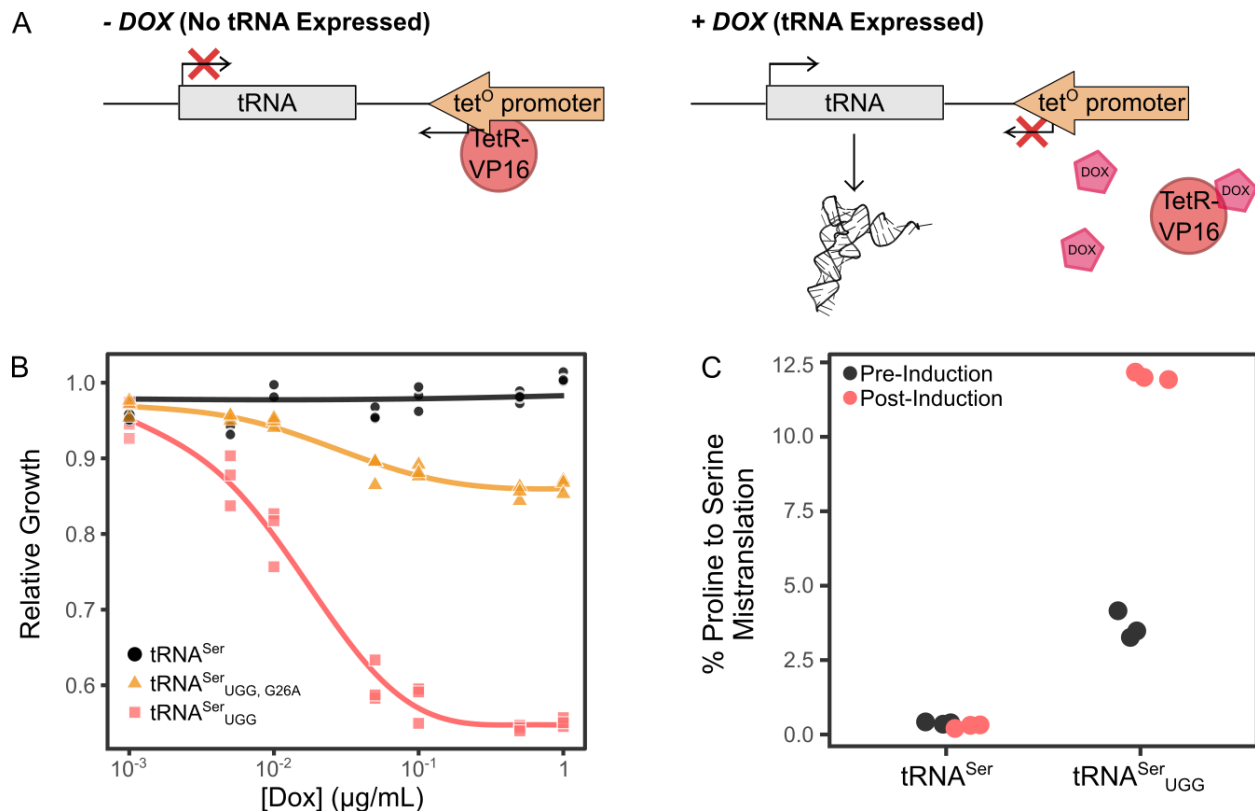 A
- DOX (No tRNA Expressed)
tRNA
tetO promoter
TetR-
VP16
+ DOX (tRNA Expressed)
tRNA
tetO promoter
DOX
DOX
TetR-
VP16
DOX
B
Relative Growth
1.0
0.9
0.8
0.7
0.6
tRNASer
tRNASerUGG, G26A
tRNASerUGG
10-3
10-2
10-1
1
[Dox] (µg/mL)
C
% Proline to Serine
Mistranslation
12.5
10.0
7.5
5.0
2.5
0.0
Pre-Induction
Post-Induction
tRNASer
tRNASerUGG